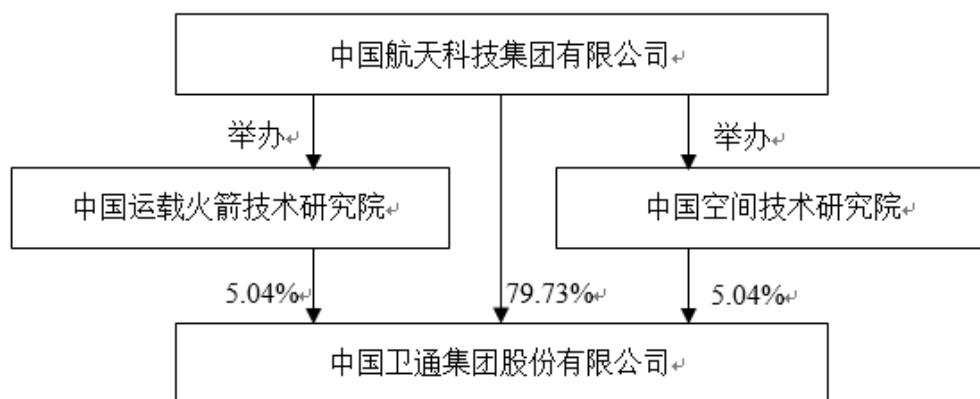 中国航天科技集团有限公司
举办 举办
中国运载火箭技术研究院 中国空间技术研究院
5.04% 79.73% 5.04%
中国卫通集团股份有限公司